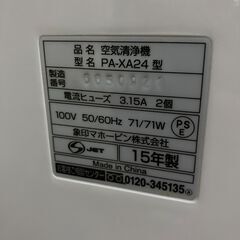 品名 空気清浄機
型名 PA-XA24 型
製造番号
電流ヒューズ 3.15A 2個
100V 50/60Hz 71/71W
PS E
象印マホービン株式会社
JET 15年製
Made in China
0120-345135